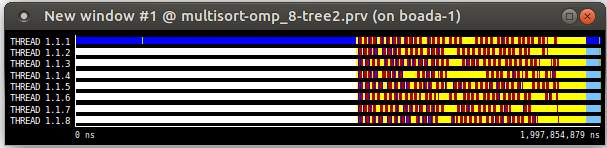 New window #1 @ multisort-omp_8-tree2.prv (on boada-1)
THREAD 1.1.1
THREAD 1.1.2
THREAD 1.1.3
THREAD 1.1.4
THREAD 1.1.5
THREAD 1.1.6
THREAD 1.1.7
THREAD 1.1.8
0 ns 1,997,854,879 ns